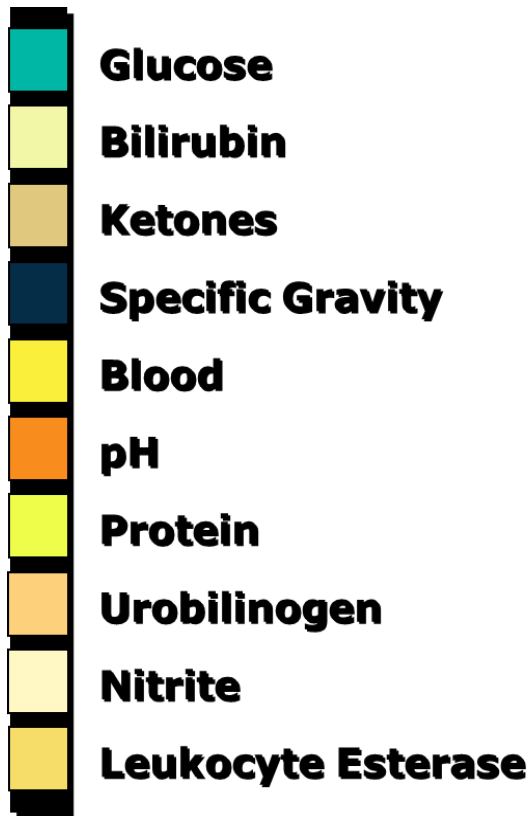 Glucose
Bilirubin
Ketones
Specific Gravity
Blood
pH
Protein
Urobilinogen
Nitrite
Leukocyte Esterase